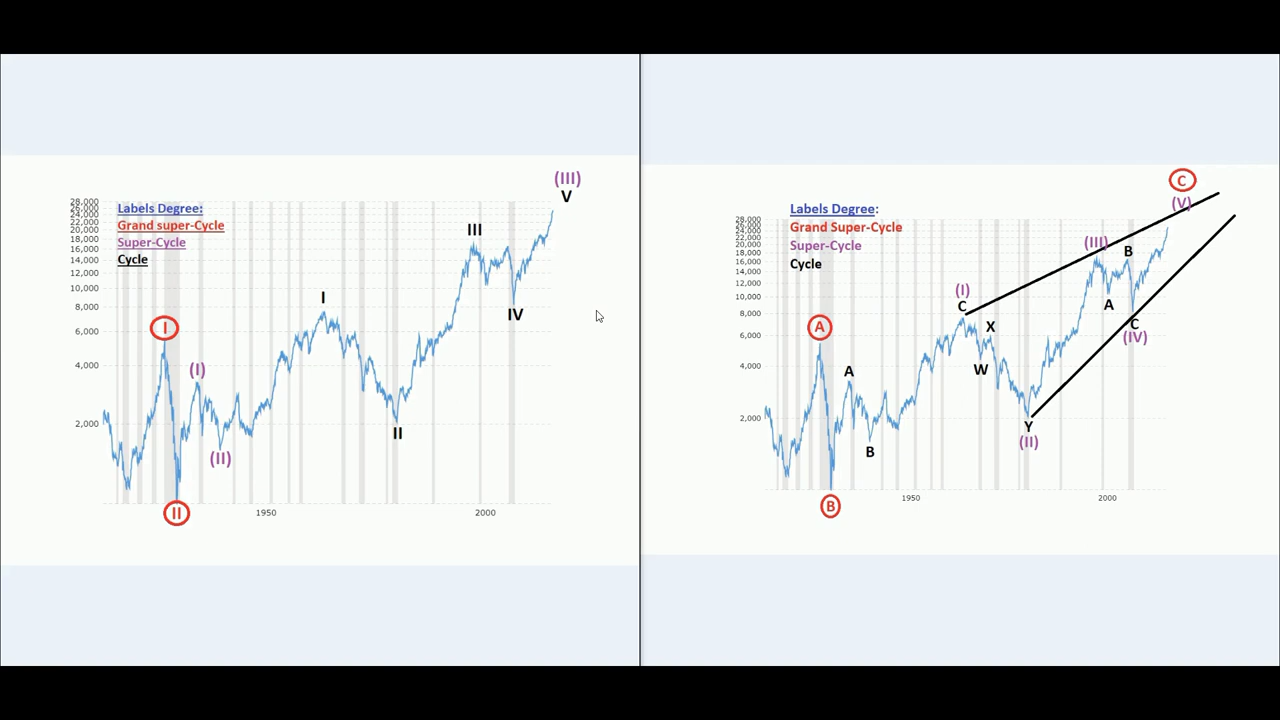 (III)
V
28,000
26,000
24,000
22,000
20,000
18,000
16,000
14,000
12,000
10,000
8,000
6,000
4,000
2,000
Labels Degree:
Grand super-Cycle
Super-Cycle
Cycle
III
I
IV
I
(I)
II
(II)
II
1950
2000
C
(V)
28,000
26,000
24,000
22,000
20,000
18,000
16,000
14,000
12,000
10,000
8,000
6,000
4,000
2,000
Labels Degree:
Grand Super-Cycle
Super-Cycle
Cycle
(III)
B
(I)
C
A
X
C
(IV)
A
W
A
Y
(II)
B
B
1950
2000